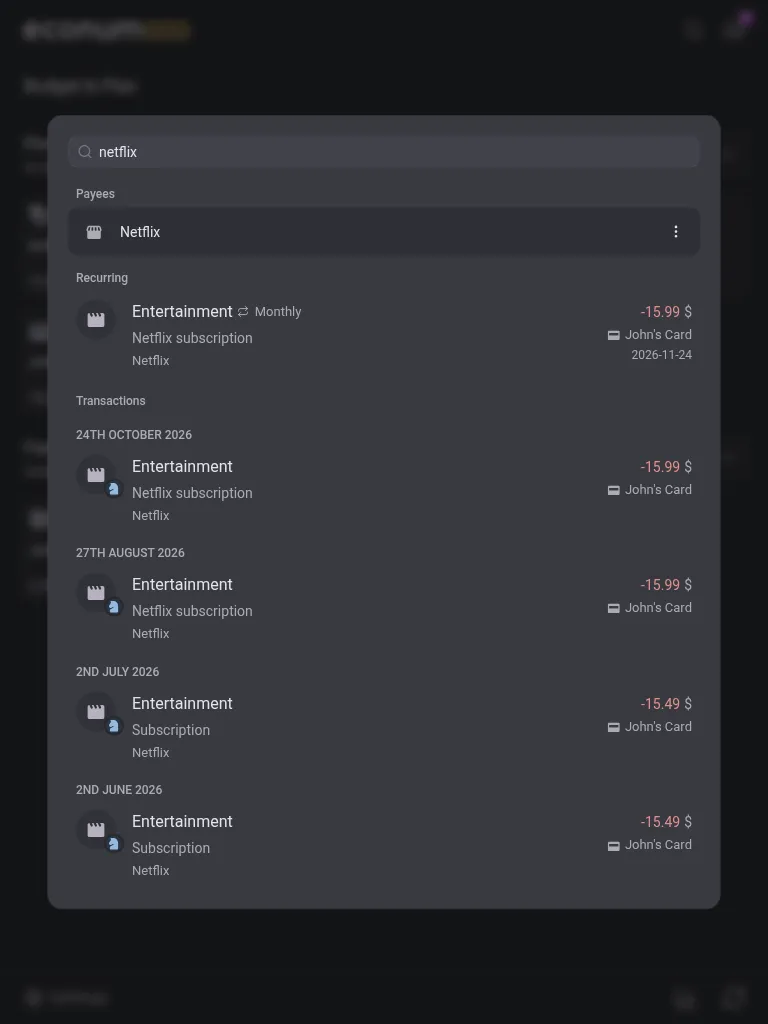 econum
Budget & Plan
netflix
Payees
Netflix
Recurring
Entertainment Monthly -15.99 $
Netflix subscription John's Card
Netflix 2026-11-24
Transactions
24TH OCTOBER 2026
Entertainment -15.99 $
Netflix subscription John's Card
Netflix
27TH AUGUST 2026
Entertainment -15.99 $
Netflix subscription John's Card
Netflix
2ND JULY 2026
Entertainment -15.49 $
Subscription John's Card
Netflix
2ND JUNE 2026
Entertainment -15.49 $
Subscription John's Card
Netflix